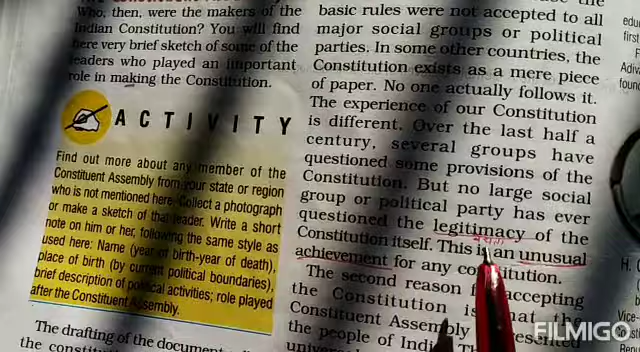 Who, then, were the makers of the
Indian Constitution? You will find
here very brief sketch of some of the
leaders who played an important
role in making the Constitution.
ACTIVITY
Find out more about any member of the
Constituent Assembly from your state or region
who is not mentioned here. Collect a photograph
or make a sketch of that leader. Write a short
note on him or her, following the same style as
used here: Name (year of birth-year of death),
place of birth (by current political boundaries),
brief description of political activities; role played
after the Constituent Assembly.
The drafting of the document
the
basic rules were not accepted to all
major social groups or political
parties. In some other countries, the
Constitution exists as a mere piece
of paper. No one actually follows it.
The experience of our Constitution
is different. Over the last half a
century, several groups have
questioned some provisions of the
Constitution. But no large social
group or political party has ever
questioned the legitimacy of the
Constitution itself. This is an unusual
achievement for any constitution.
The second reason accepting
the Constitution is that the
Constituent Assembly
the people of India.
first
found
H.
Vice-
FILMIGO